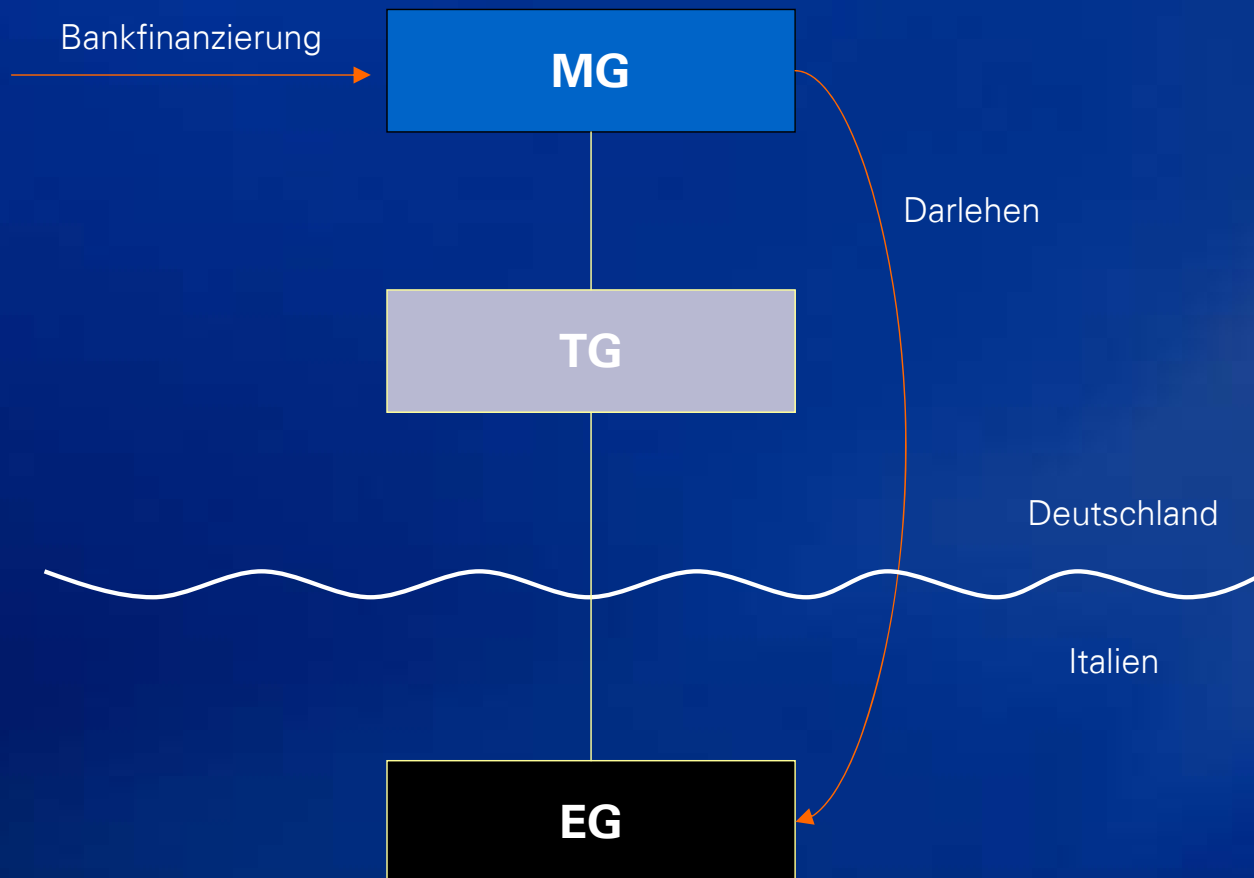 Bankfinanzierung
MG
Darlehen
TG
Deutschland
Italien
EG